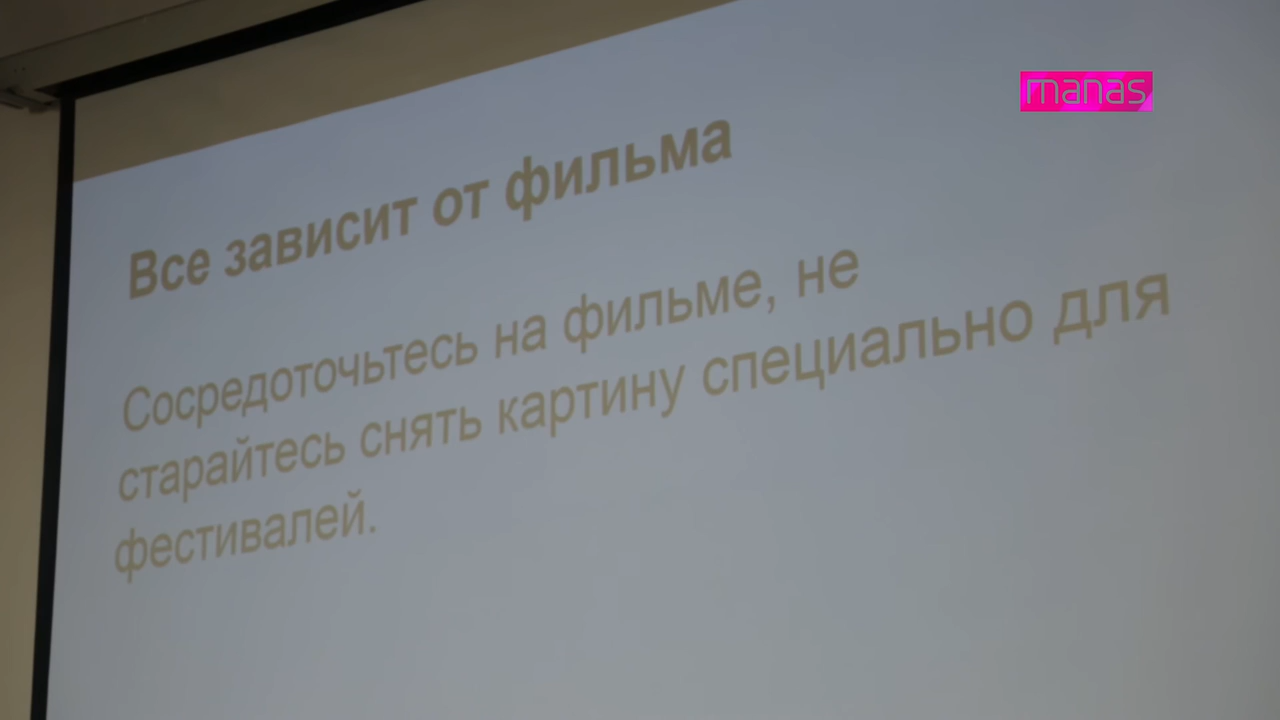 manas
Все зависит от фильма
Сосредоточьтесь на фильме, не
старайтесь снять картину специально для
фестивалей.